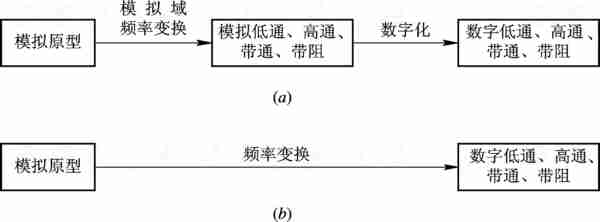 模拟原型
模 拟 域
频率变换
模拟低通、高通、
带通、带阻
数字化
数字低通、高通、
带通、带阻
(a)
模拟原型
频率变换
数字低通、高通、
带通、带阻
(b)